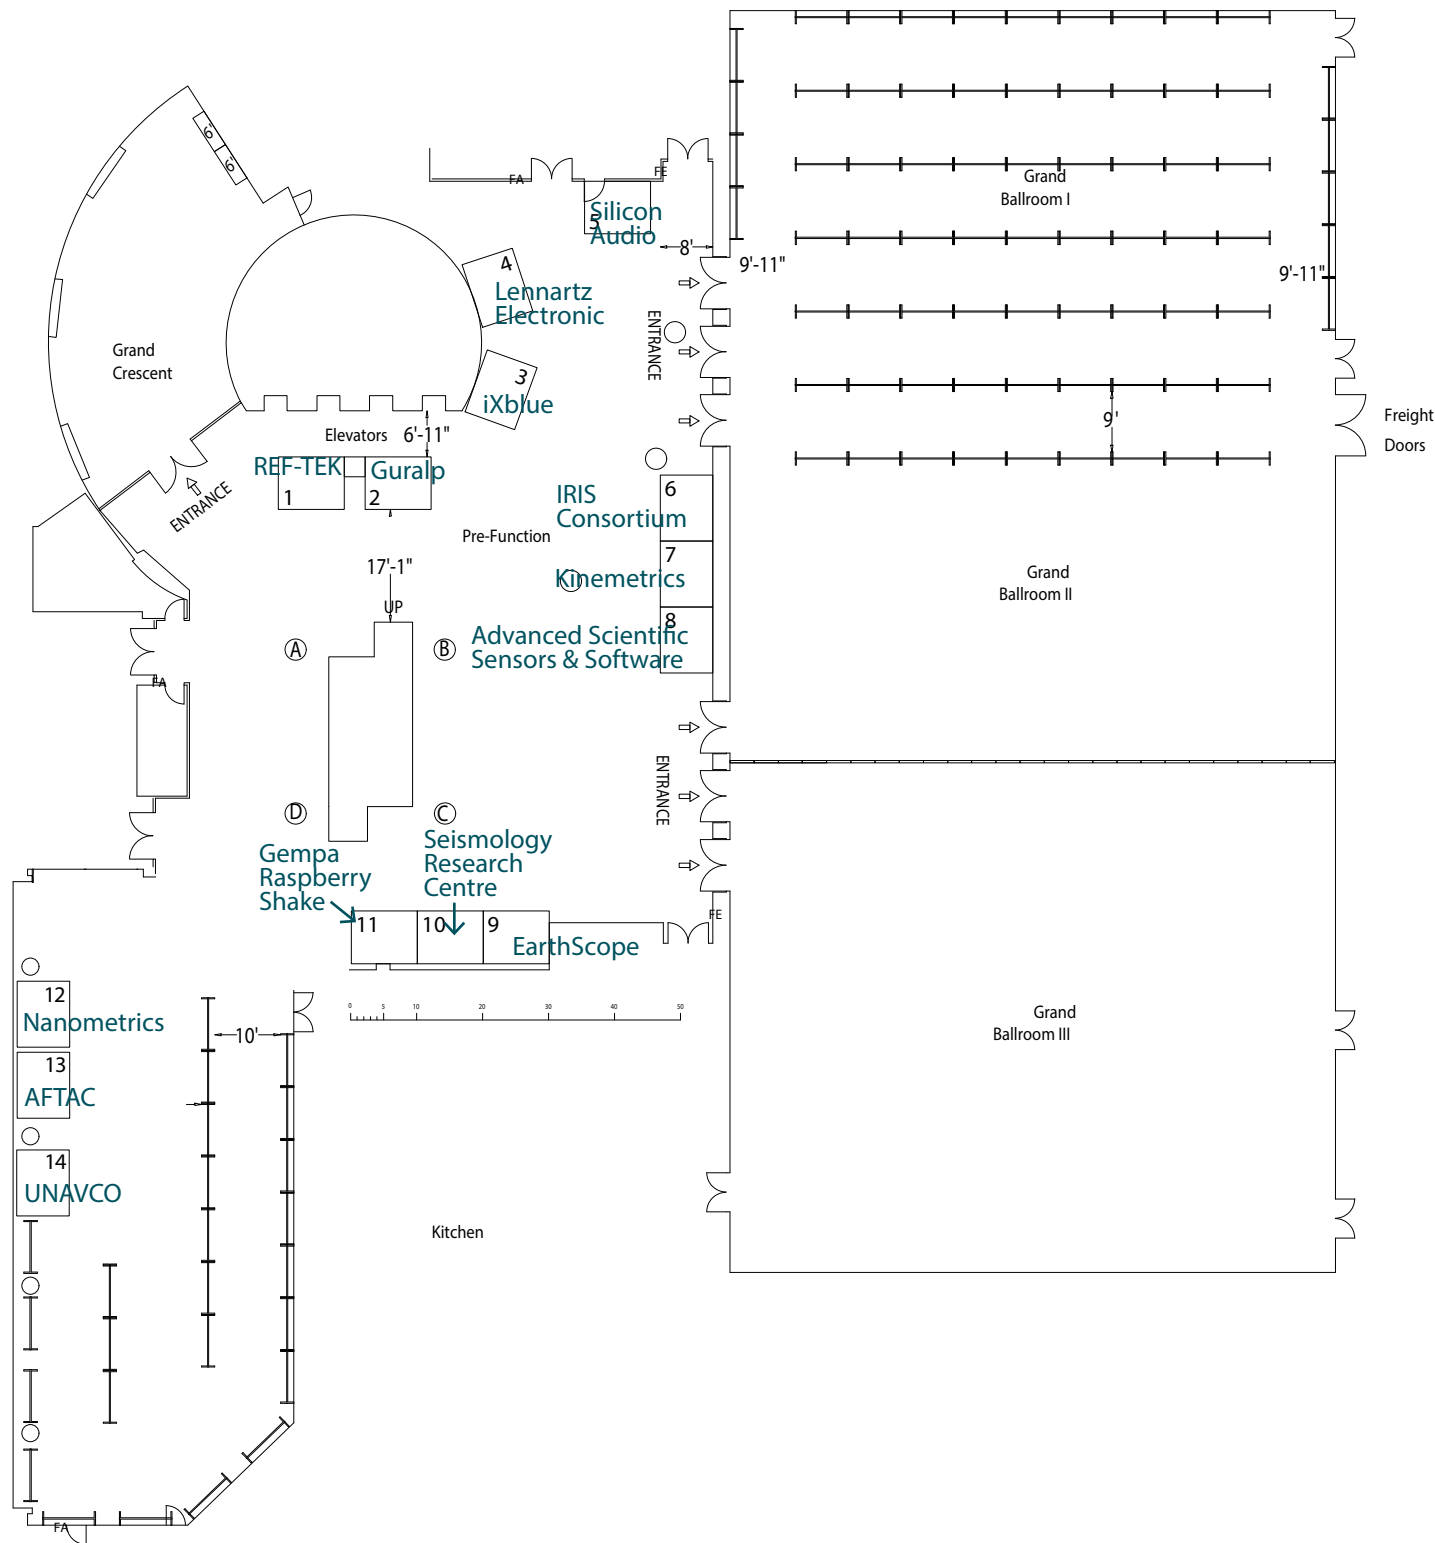 6'
6'
FA
FE
Silicon
5
Audio
8'
Grand
Ballroom I
9'-11"
9'-11"
4
Lennartz
Electronic
ENTRANCE
Grand
Crescent
3
iXblue
9'
Freight
Doors
Elevators
6'-11"
REF-TEK
Guralp
1
2
ENTRANCE
6
IRIS
Consortium
Pre-Function
7
Kinemetrics
17'-1"
UP
Grand
Ballroom II
8
A
B
Advanced Scientific
Sensors & Software
FA
ENTRANCE
D
C
Gempa
Raspberry
Shake
Seismology
Research
Centre
11
10
9
EarthScope
FE
12
Nanometrics
0 5 10 20 30 40 50
Grand
Ballroom III
10'
13
AFTAC
14
UNAVCO
Kitchen
FA